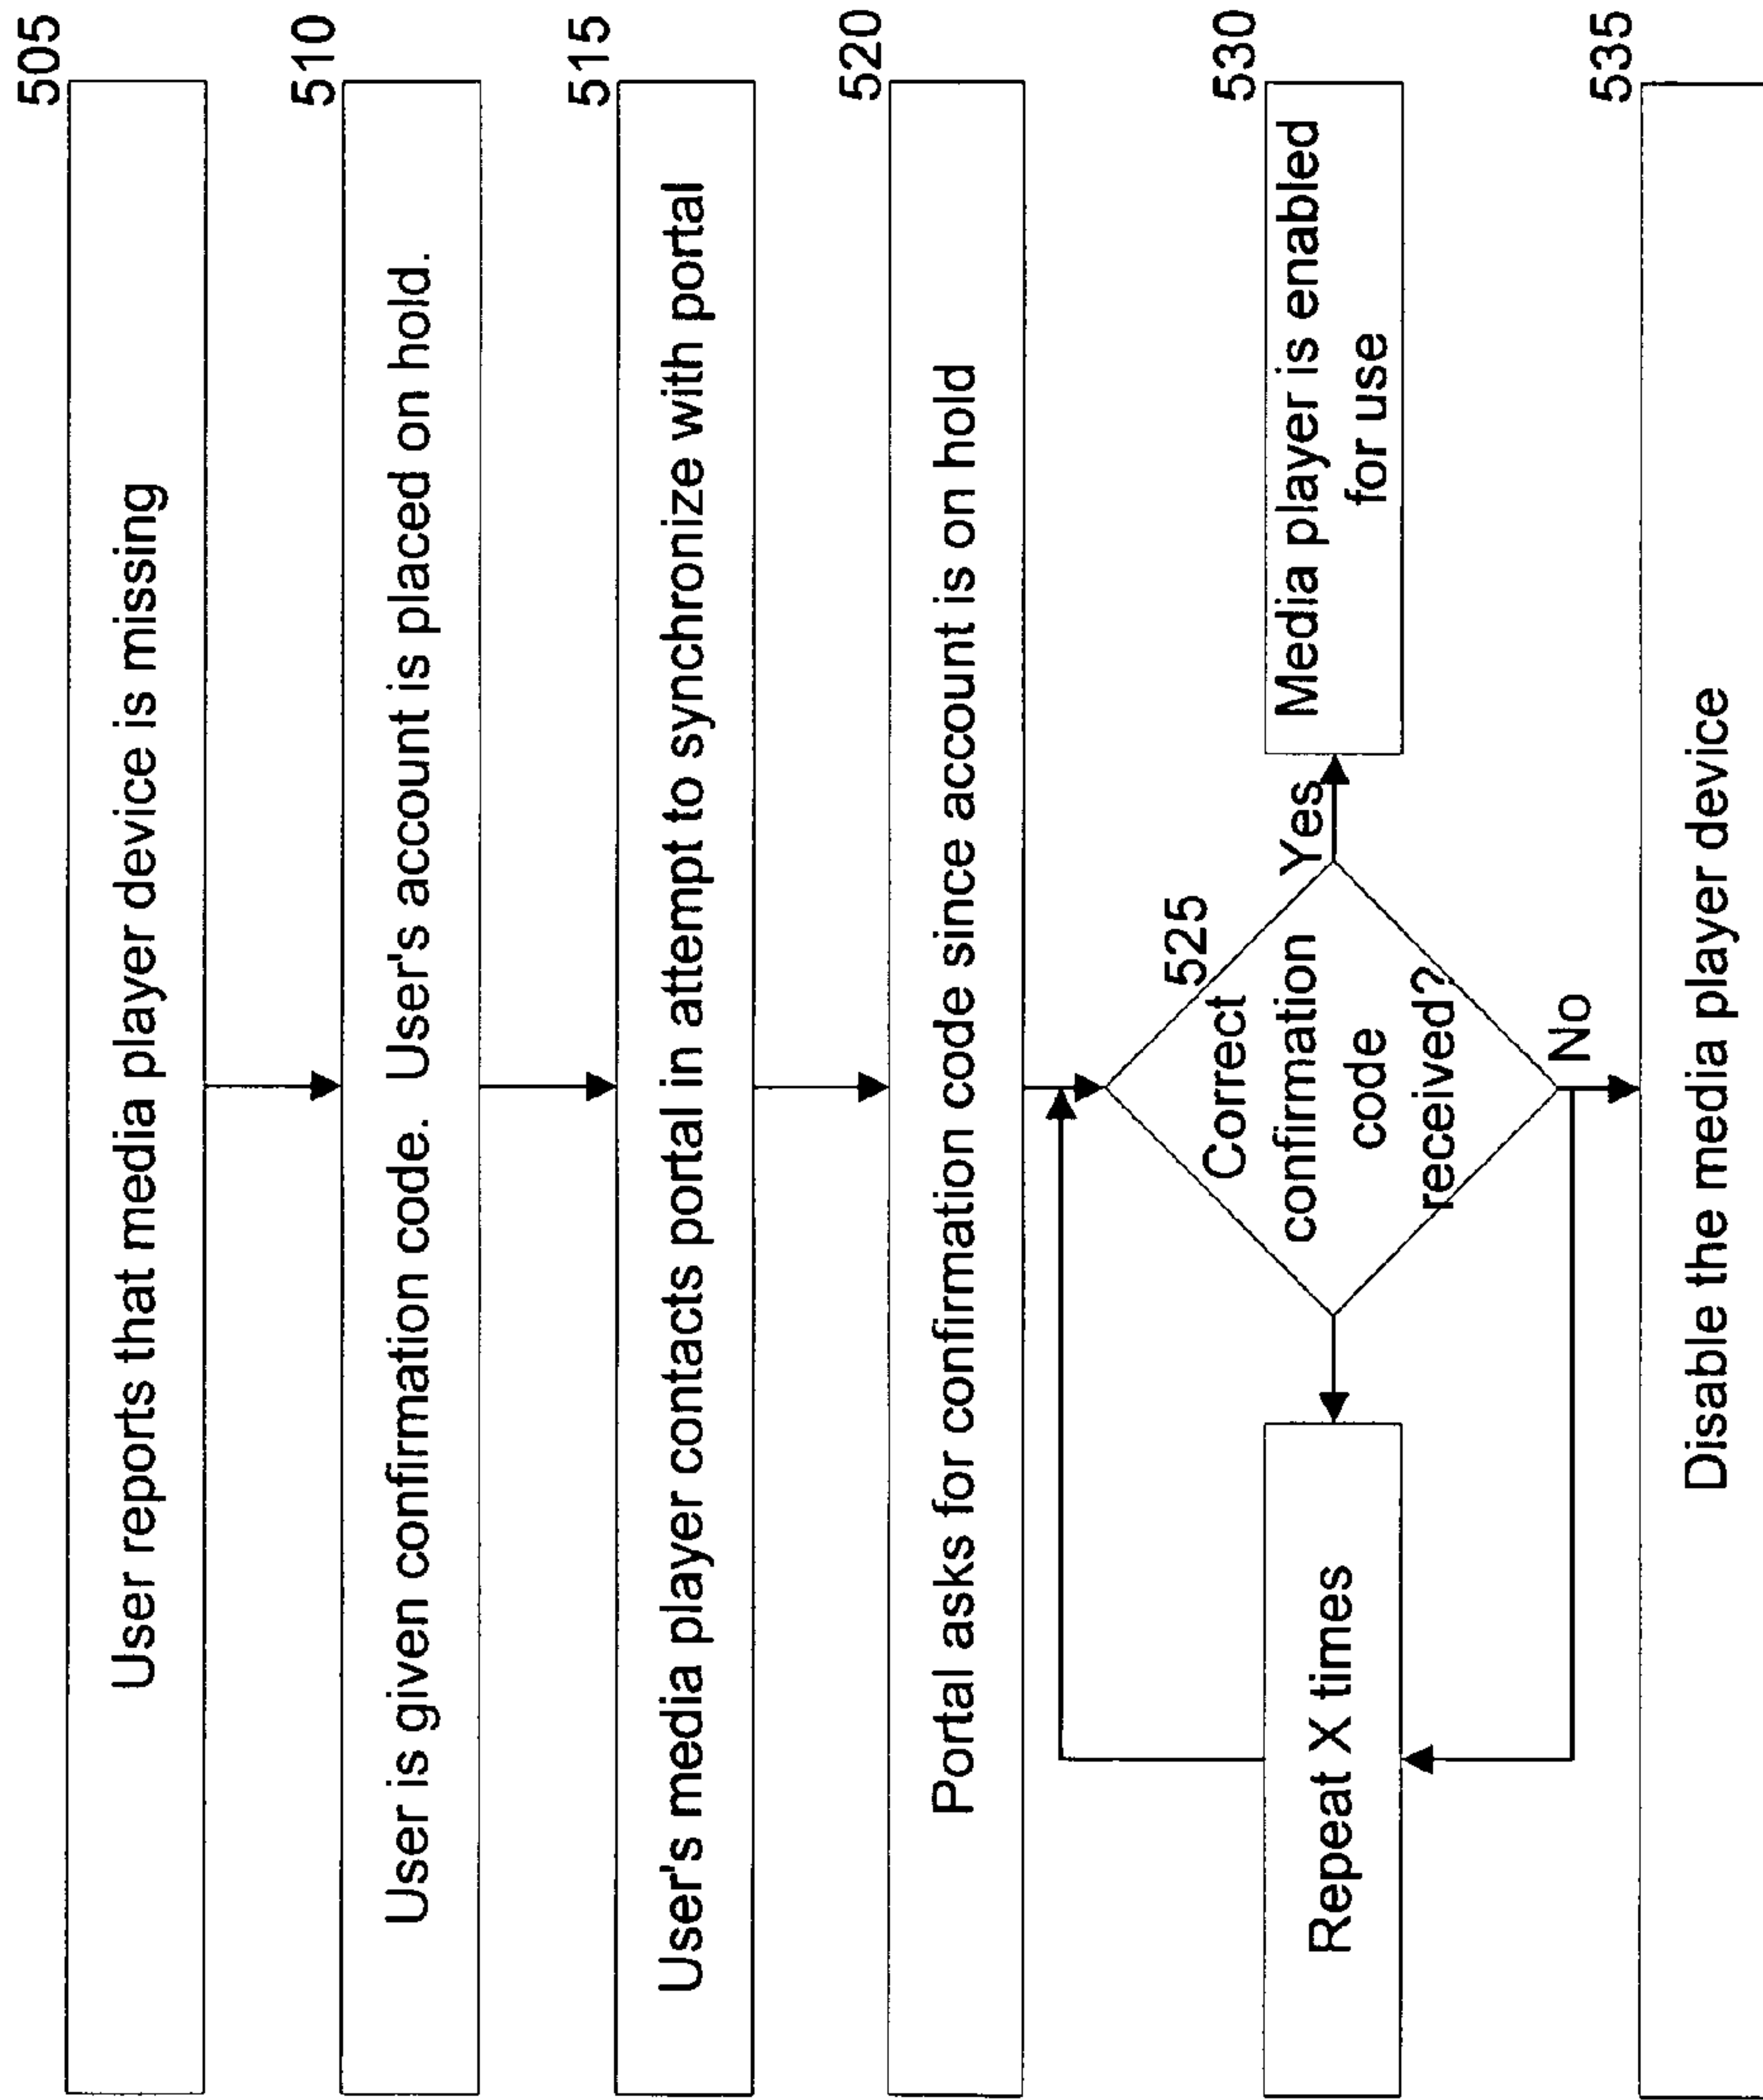 505
User reports that media player device is missing
510
User is given confirmation code.  User's account is placed on hold.
515
User's media player contacts portal in attempt to synchronize with portal
520
Portal asks for confirmation code since account is on hold
525
Correct
confirmation
code
received?
Yes
530
Media player is enabled
for use
Repeat X times
No
535
Disable the media player device